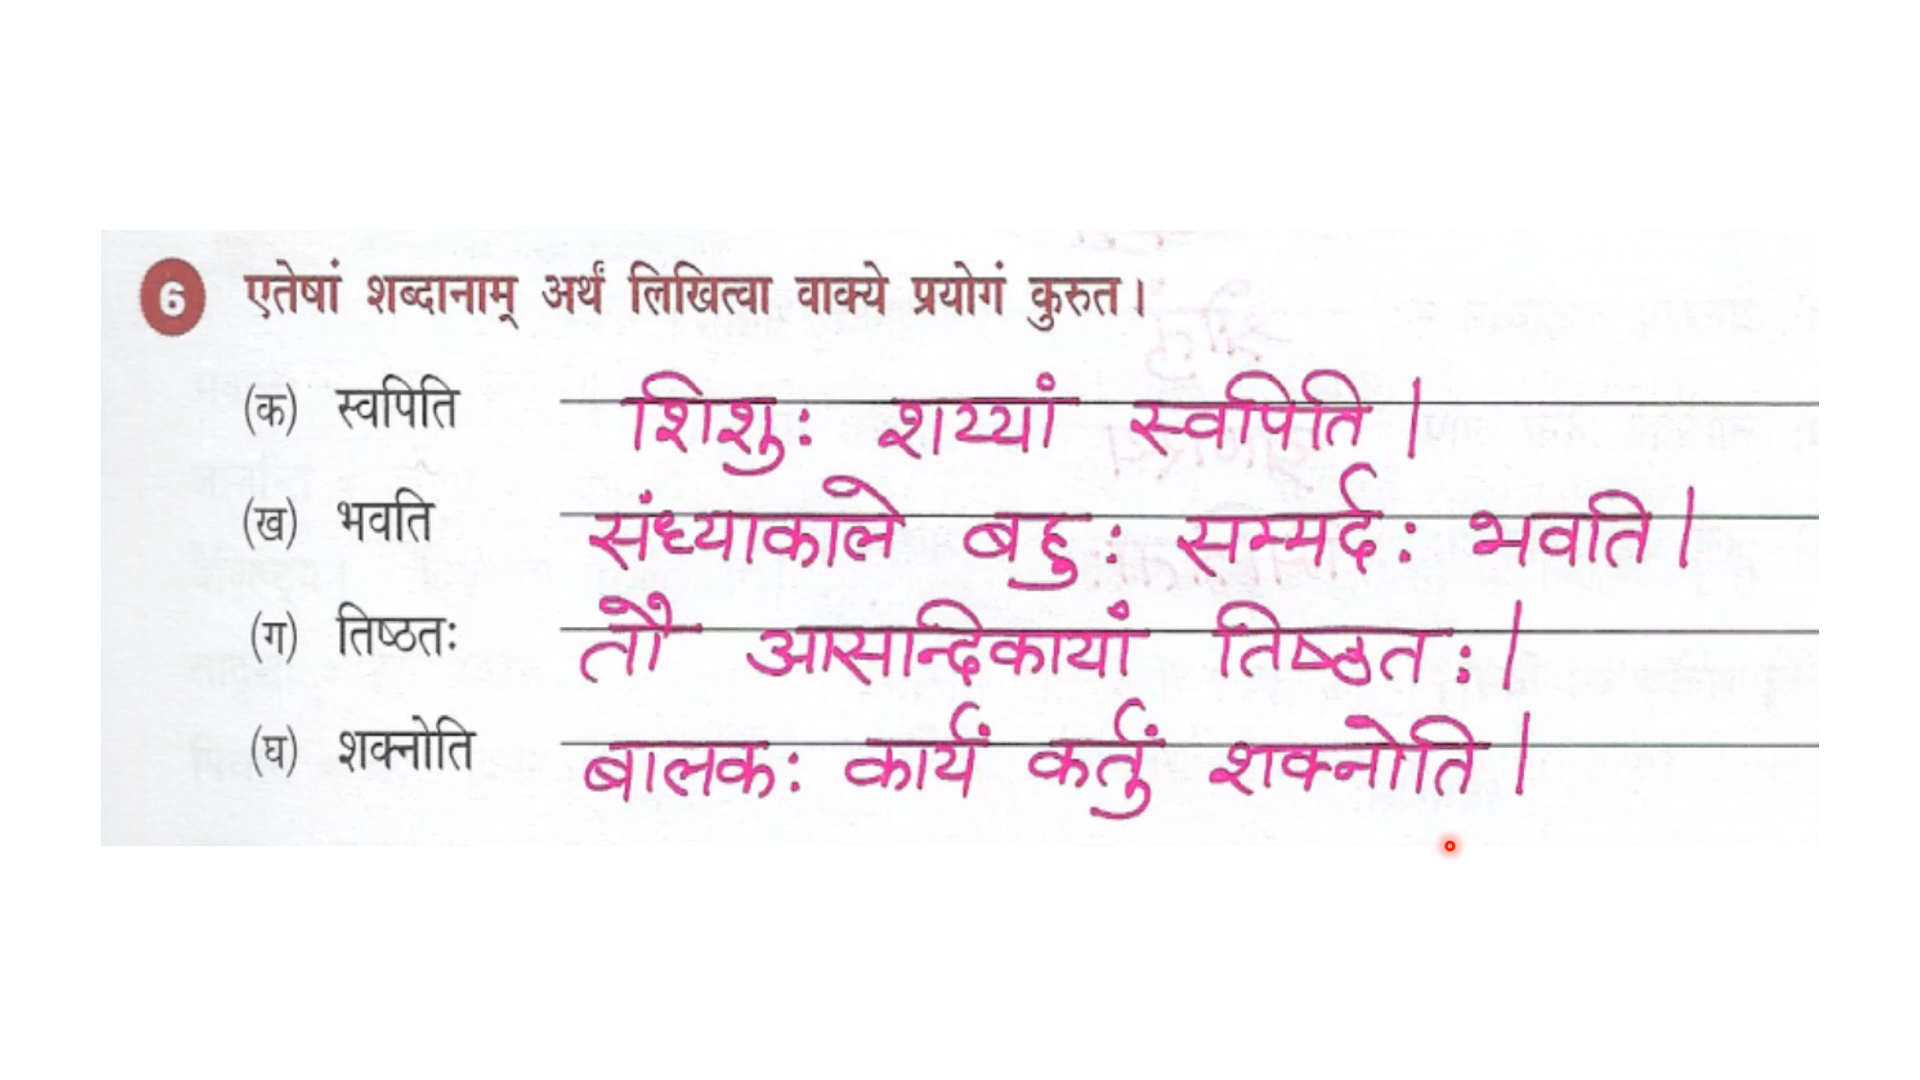 6 एतेषां शब्दानाम् अर्थं लिखित्वा वाक्ये प्रयोगं कुरुत।
(क) स्वपिति शिशुः शय्यां स्वपिति।
(ख) भवति संध्याकाले बहुः सम्मर्दः भवति।
(ग) तिष्ठतः तौ आसान्दिकायां तिष्ठतः।
(घ) शक्नोति बालकः कार्यं कर्तुं शक्नोति।